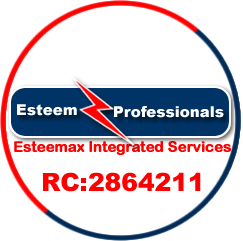 Esteem Professionals
Esteemax Integrated Services
RC:2864211